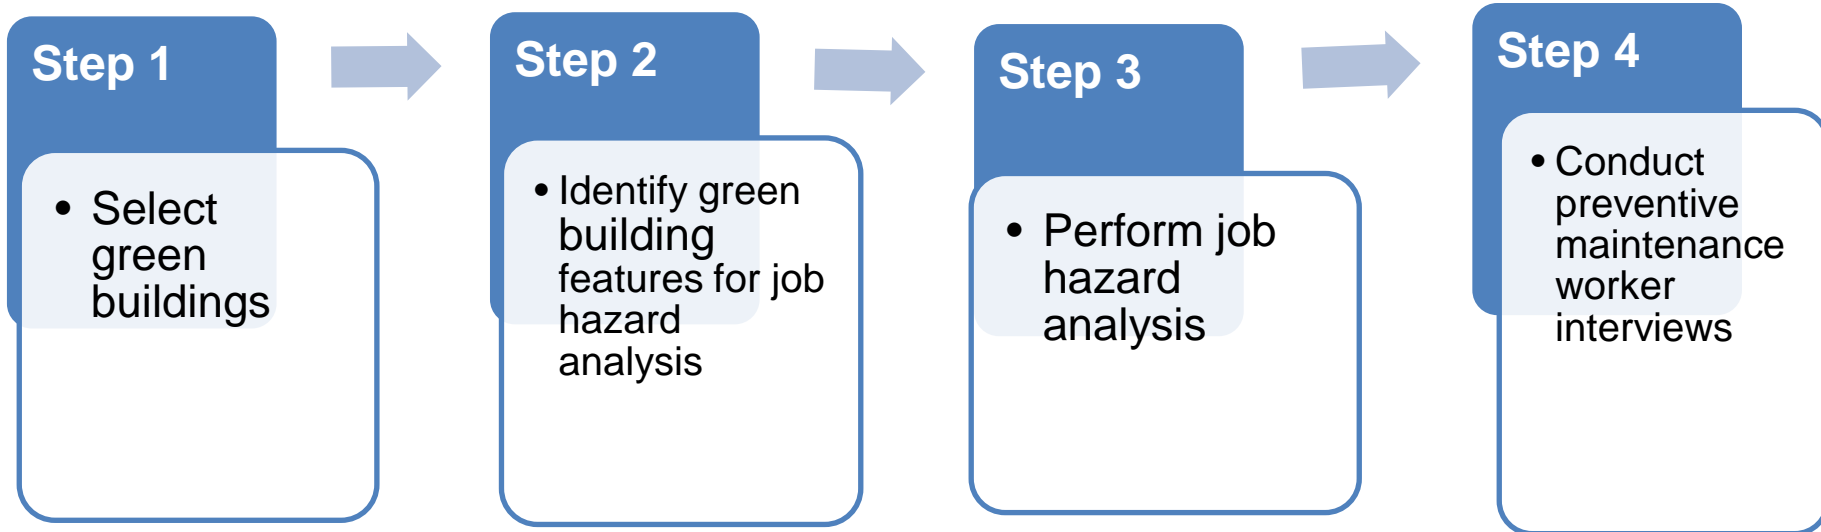 Step 1
• Select
green
buildings
Step 2
• Identify green
building
features for job
hazard
analysis
Step 3
• Perform job
hazard
analysis
Step 4
• Conduct
preventive
maintenance
worker
interviews